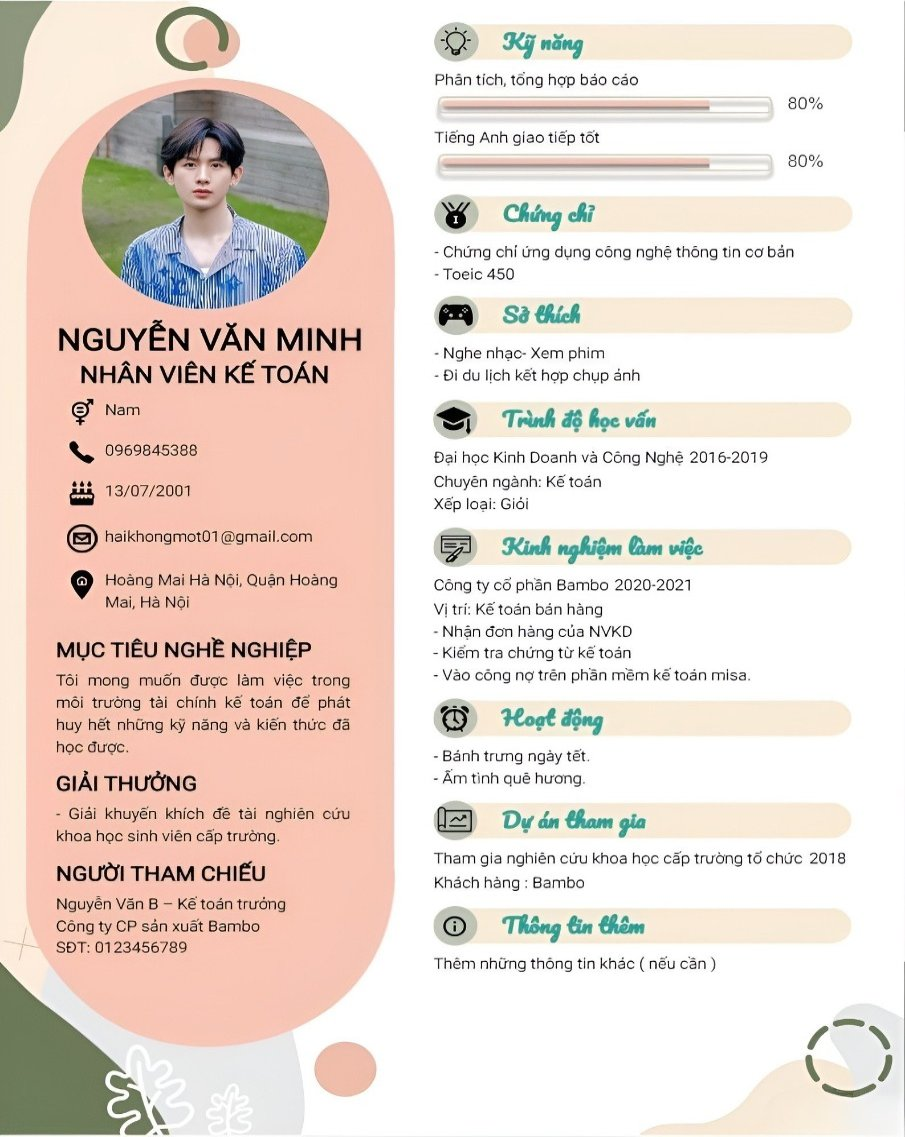 NGUYỄN VĂN MINH
NHÂN VIÊN KẾ TOÁN
Nam
0969845388
13/07/2001
haikhongmot01@gmail.com
Hoàng Mai Hà Nội, Quận Hoàng
Mai, Hà Nội
MỤC TIÊU NGHỀ NGHIỆP
Tôi mong muốn được làm việc trong
môi trường tài chính kế toán để phát
huy hết những kỹ năng và kiến thức đã
học được.
GIẢI THƯỞNG
- Giải khuyến khích đề tài nghiên cứu
khoa học sinh viên cấp trường.
NGƯỜI THAM CHIẾU
Nguyễn Văn B – Kế toán trưởng
Công ty CP sản xuất Bambo
SĐT: 0123456789
Kỹ năng
Phân tích, tổng hợp báo cáo
80%
Tiếng Anh giao tiếp tốt
80%
Chứng chỉ
- Chứng chỉ ứng dụng công nghệ thông tin cơ bản
- Toeic 450
Sở thích
- Nghe nhạc- Xem phim
- Đi du lịch kết hợp chụp ảnh
Trình độ học vấn
Đại học Kinh Doanh và Công Nghệ 2016-2019
Chuyên ngành: Kế toán
Xếp loại: Giỏi
Kinh nghiệm làm việc
Công ty cổ phần Bambo 2020-2021
Vị trí: Kế toán bán hàng
- Nhận đơn hàng của NVKD
- Kiểm tra chứng từ kế toán
- Vào công nợ trên phần mềm kế toán misa.
Hoạt động
- Bánh trưng ngày tết.
- Ấm tình quê hương.
Dự án tham gia
Tham gia nghiên cứu khoa học cấp trường tổ chức 2018
Khách hàng : Bambo
Thông tin thêm
Thêm những thông tin khác ( nếu cần )